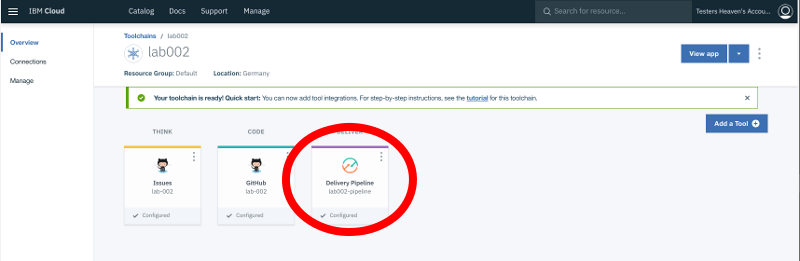 IBM Cloud Catalog Docs Support Manage Search for resource... Testers Heaven's Accou...
Overview
Connections
Manage
Toolchains / lab002
lab002
Resource Group: Default Location: Germany
View app
Your toolchain is ready! Quick start: You can now add tool integrations. For step-by-step instructions, see the tutorial for this toolchain.
Add a Tool
THINK CODE DELIVER
Issues GitHub Delivery Pipeline
lab-002 lab-002 lab002-pipeline
Configured Configured Configured